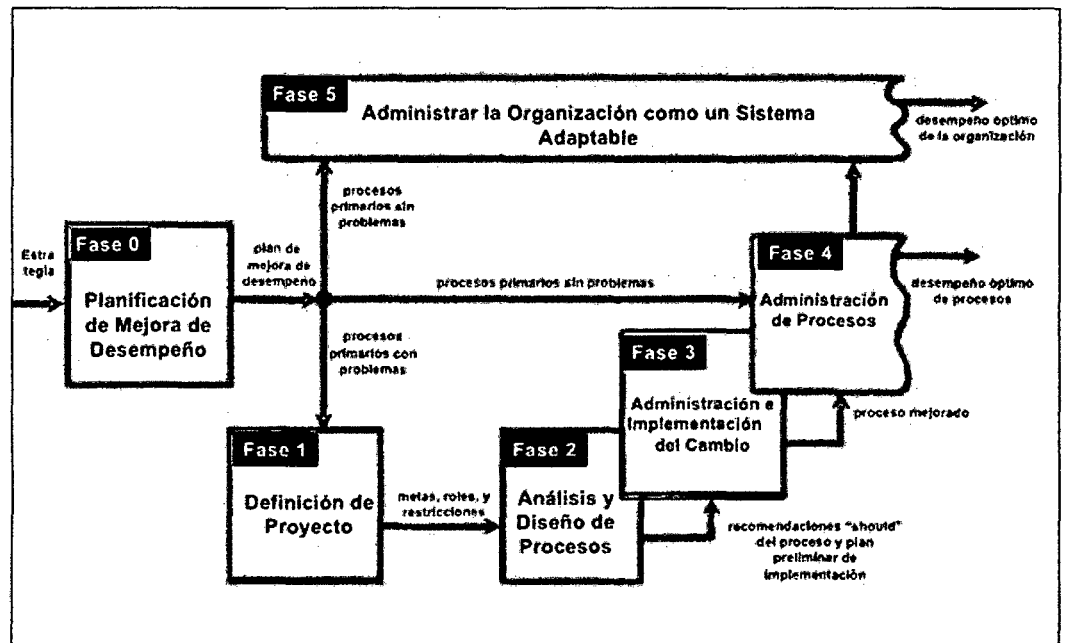 Fase 5
Administrar la Organización como un Sistema
Adaptable
desempeño óptimo
de la organización
procesos
primarios sin
problemas
Estra
tegia
Fase 0
Planificación
de Mejora de
Desempeño
plan de
mejora de
desempeño
procesos primarios sin problemas
Fase 4
Administración
de Procesos
desempeño óptimo
de procesos
procesos
primarios con
problemas
Fase 3
Administración e
Implementación
del Cambio
proceso mejorado
Fase 1
Definición de
Proyecto
metas, roles, y
restricciones
Fase 2
Análisis y
Diseño de
Procesos
recomendaciones “should”
del proceso y plan
preliminar de
implementación